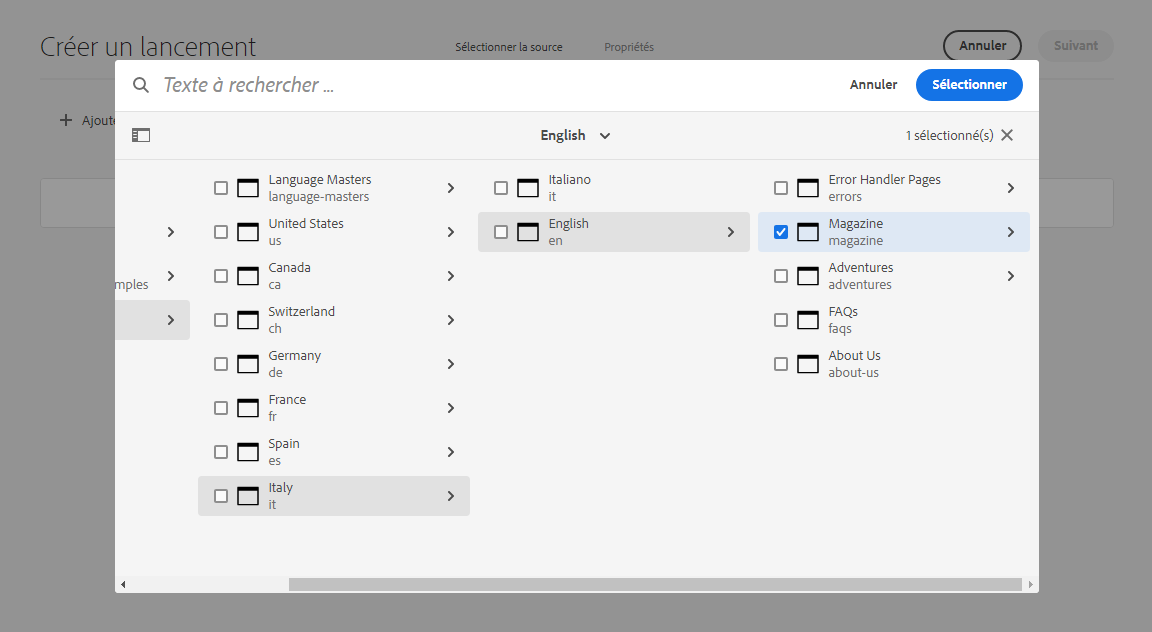 Créer un lancement
Sélectionner la source
Propriétés
Annuler
Suivant
Texte à rechercher ...
Annuler
Sélectionner
English
1 sélectionné(s)
Language Masters
language-masters
United States
us
Canada
ca
Switzerland
ch
Germany
de
France
fr
Spain
es
Italy
it
Italiano
it
English
en
Error Handler Pages
errors
Magazine
magazine
Adventures
adventures
FAQs
faqs
About Us
about-us